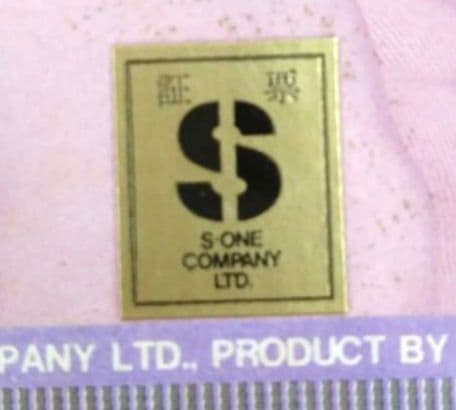 証 票
S
S·ONE
COMPANY
LTD.
PANY LTD., PRODUCT BY